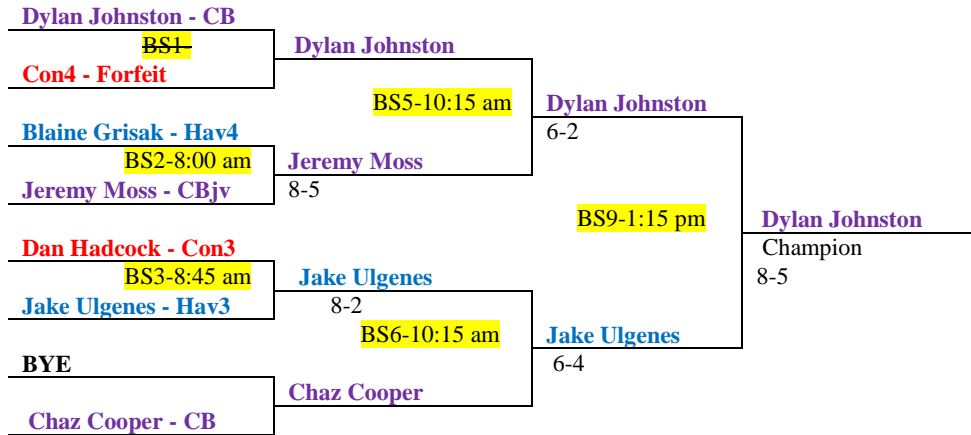 Dylan Johnston - CB
BS1-
Dylan Johnston
Con4 - Forfeit
BS5-10:15 am
Dylan Johnston
6-2
Blaine Grisak - Hav4
BS2-8:00 am
Jeremy Moss
8-5
Jeremy Moss - CBjv
BS9-1:15 pm
Dylan Johnston
Champion
8-5
Dan Hadcock - Con3
BS3-8:45 am
Jake Ulgenes
8-2
Jake Ulgenes - Hav3
BS6-10:15 am
Jake Ulgenes
6-4
BYE
Chaz Cooper
Chaz Cooper - CB